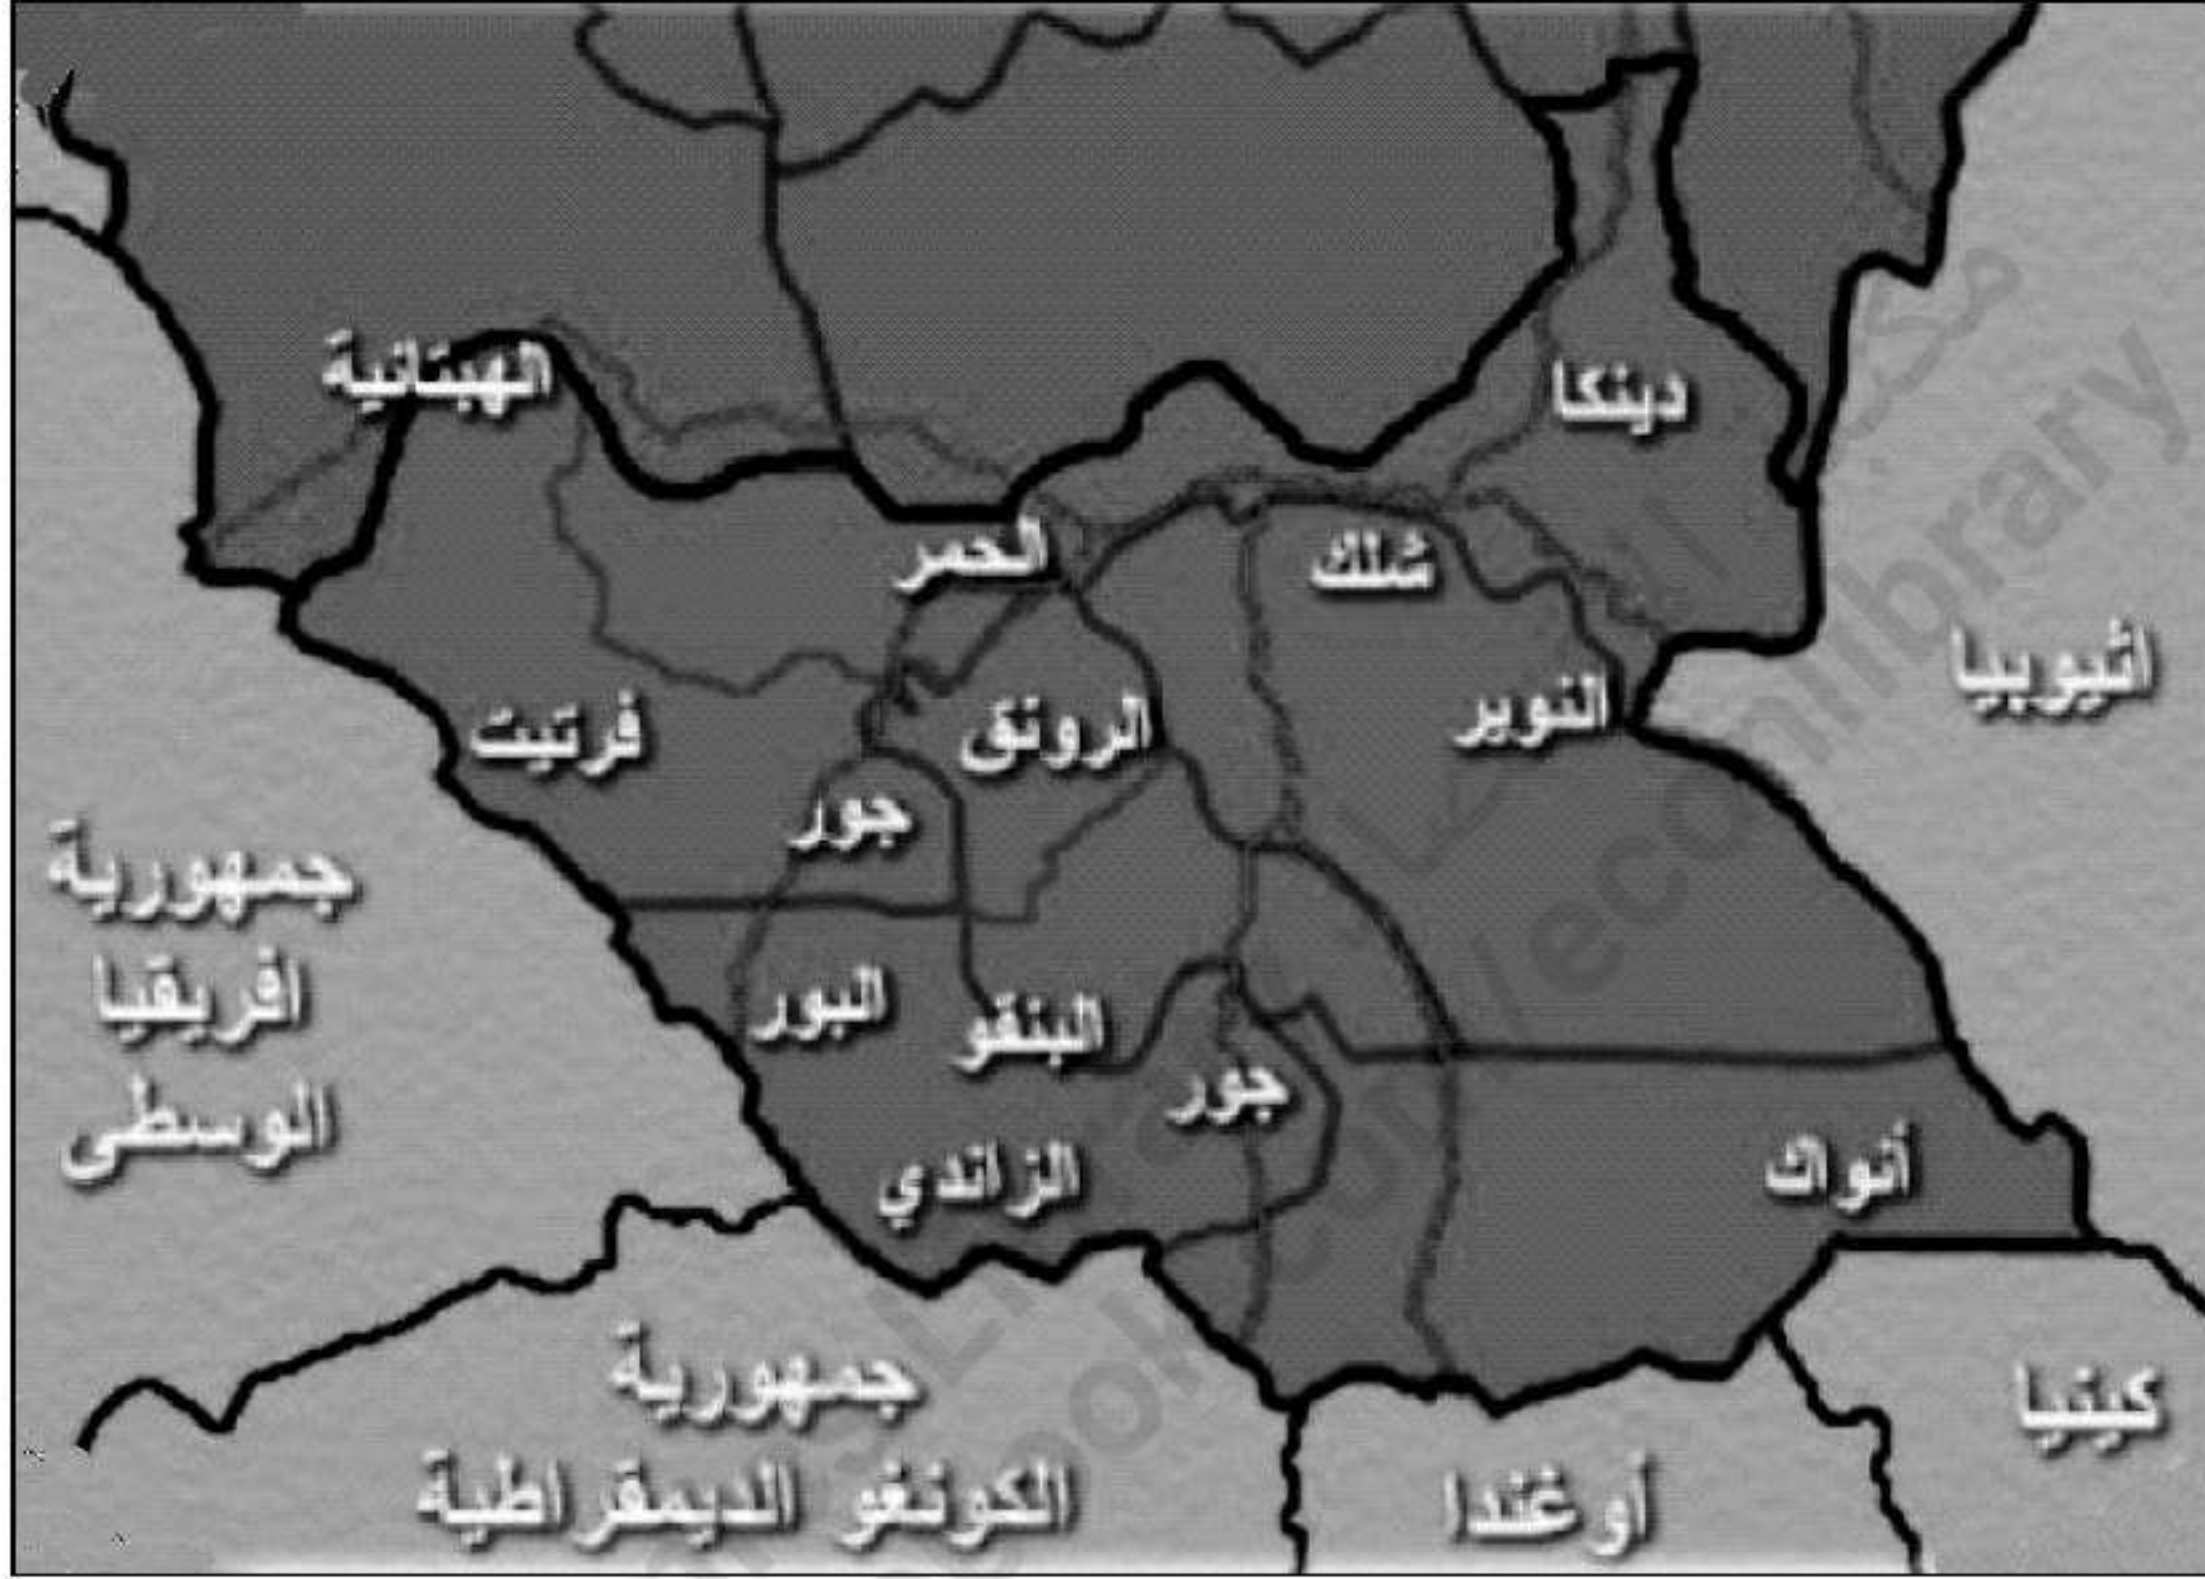 الهبتانية
دينكا
الحمر
شلك
اثيوبيا
النوير
الرونق
فرتيت
جور
جمهورية
افريقيا
الوسطى
البور
البنقو
جور
أنواك
الزاندي
جمهورية
الكونغو الديمقراطية
كينيا
أوغندا